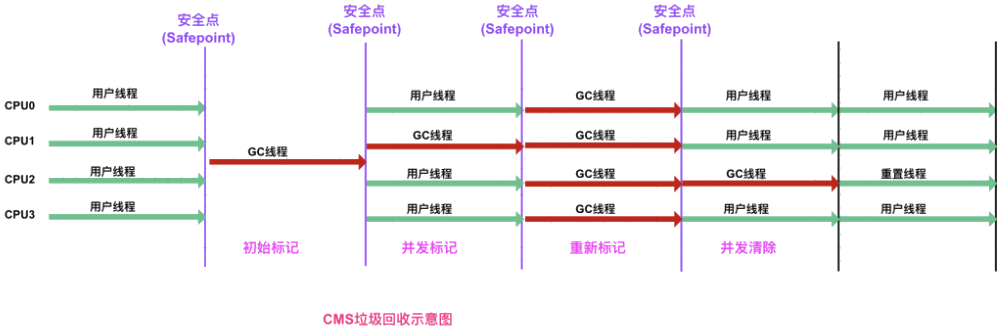 安全点
(Safepoint)
安全点
(Safepoint)
安全点
(Safepoint)
安全点
(Safepoint)
CPU0
用户线程
用户线程
GC线程
用户线程
用户线程
CPU1
用户线程
GC线程
GC线程
用户线程
用户线程
GC线程
CPU2
用户线程
用户线程
GC线程
GC线程
重置线程
CPU3
用户线程
用户线程
GC线程
用户线程
用户线程
初始标记
并发标记
重新标记
并发清除
CMS垃圾回收示意图